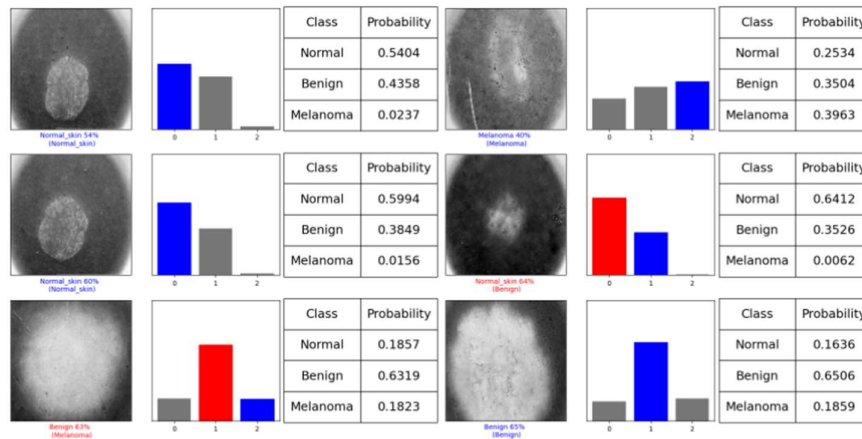 Class Probability
Normal 0.5404
Benign 0.4358
Melanoma 0.0237
0 1 2
Normal_skin 54%
(Normal_skin)
Class Probability
Normal 0.2534
Benign 0.3504
Melanoma 0.3963
0 1 2
Melanoma 40%
(Melanoma)
Class Probability
Normal 0.5994
Benign 0.3849
Melanoma 0.0156
0 1 2
Normal_skin 60%
(Normal_skin)
Class Probability
Normal 0.6412
Benign 0.3526
Melanoma 0.0062
0 1 2
Normal_skin 64%
(Benign)
Class Probability
Normal 0.1857
Benign 0.6319
Melanoma 0.1823
0 1 2
Benign 63%
(Melanoma)
Class Probability
Normal 0.1636
Benign 0.6506
Melanoma 0.1859
0 1 2
Benign 65%
(Benign)